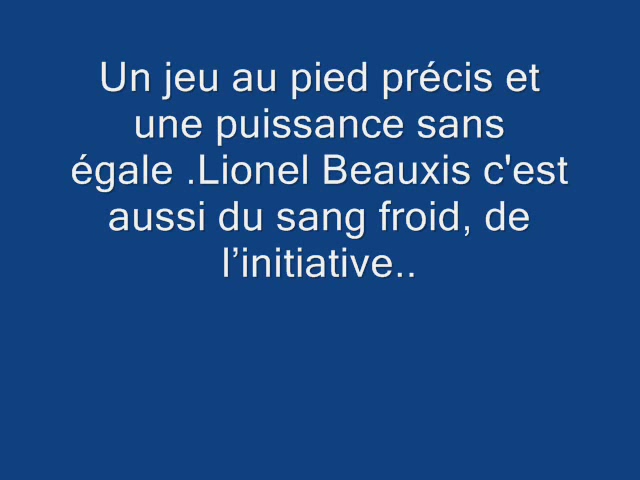 Un jeu au pied précis et
une puissance sans
égale .Lionel Beauxis c'est
aussi du sang froid, de
l’initiative..